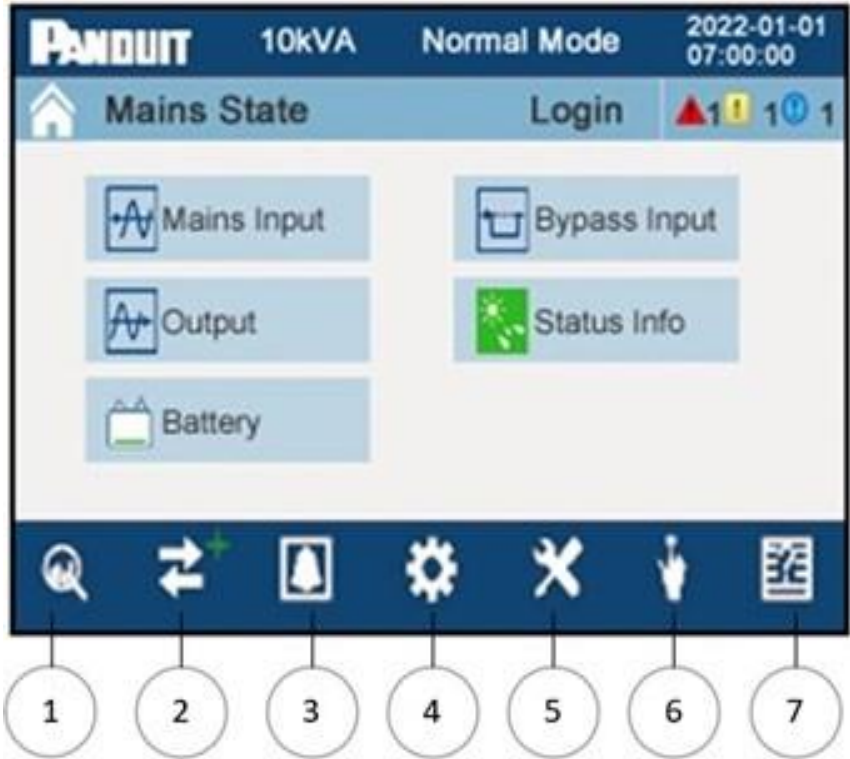 PANDUIT 10kVA Normal Mode 2022-01-01
07:00:00
Mains State Login 1 1 1
Mains Input Bypass Input
Output Status Info
Battery
1 2 3 4 5 6 7